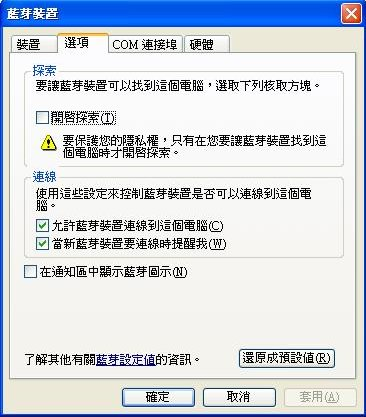 藍芽裝置
裝置
選項
COM 連接埠
硬體
探索
要讓藍芽裝置可以找到這個電腦，選取下列核取方塊。
開啓探索(T)
要保護您的隱私權，只有在您要讓藍芽裝置找到這
個電腦時才開啓探索。
連線
使用這些設定來控制藍芽裝置是否可以連線到這個電
腦。
允許藍芽裝置連線到這個電腦(C)
當新藍芽裝置要連線時提醒我(W)
在通知區中顯示藍芽圖示(N)
了解其他有關藍芽設定值的資訊。
還原成預設值(R)
確定
取消
套用(A)